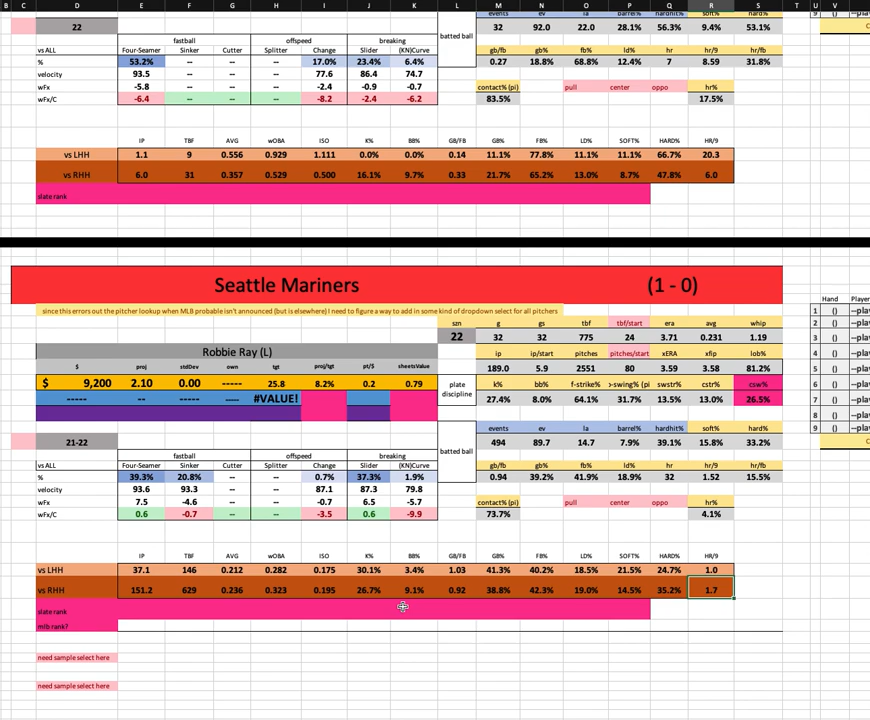 B C D E F G H I J K L M N O P Q R S T U V W
events ev la barrel% hardhit% soft% hard% 9
22 32 92.0 22.0 28.1% 56.3% 9.4% 53.1%
fastball offspeed breaking batted ball
vs ALL Four-Seamer Sinker Cutter Splitter Change Slider (KN)Curve gb/fb gb% fb% ld% hr hr/9 hr/fb
% 53.2% -- -- -- 17.0% 23.4% 6.4% 0.27 18.8% 68.8% 12.4% 7 8.59 31.8%
velocity 93.5 -- -- -- 77.6 86.4 74.7
wFx -5.8 -- -- -- -2.4 -0.9 -0.7 contact% (pi) pull center oppo hr%
wFx/C -6.4 -- -- -- -8.2 -2.4 -6.2 83.5% 17.5%
IP TBF AVG wOBA ISO K% BB% GB/FB GB% FB% LD% SOFT% HARD% HR/9
vs LHH 1.1 9 0.556 0.929 1.111 0.0% 0.0% 0.14 11.1% 77.8% 11.1% 11.1% 66.7% 20.3
vs RHH 6.0 31 0.357 0.529 0.500 16.1% 9.7% 0.33 21.7% 65.2% 13.0% 8.7% 47.8% 6.0
slate rank
Seattle Mariners (1 - 0)
Hand Player
since this errors out the pitcher lookup when MLB probable isn't announced (but is elsewhere) I need to figure a way to add in some kind of dropdown select for all pitchers 1 () --play
szn g gs tbf tbf/start era avg whip 2 () --play
22 32 32 775 24 3.71 0.231 1.19 3 () --play
Robbie Ray (L) ip ip/start pitches pitches/start xERA xfip lob% 4 () --play
$ proj stdDev own tgt proj/tgt pt/$ sheetsValue 189.0 5.9 2551 80 3.59 3.58 81.2% 5 () --play
$ 9,200 2.10 0.00 ----- 25.8 8.2% 0.2 0.79 plate discipline k% bb% f-strike% swing% (pi swstr% cstr% csw% 6 () --play
----- -- ----- ---- #VALUE! 27.4% 8.0% 64.1% 31.7% 13.5% 13.0% 26.5% 7 () --play
8 () --play
events ev la barrel% hardhit% soft% hard% 9 () --play
21-22 494 89.7 14.7 7.9% 39.1% 15.8% 33.2%
fastball offspeed breaking batted ball
vs ALL Four-Seamer Sinker Cutter Splitter Change Slider (KN)Curve gb/fb gb% fb% ld% hr hr/9 hr/fb
% 39.3% 20.8% -- -- 0.7% 37.3% 1.9% 0.94 39.2% 41.9% 18.9% 32 1.52 15.5%
velocity 93.6 93.3 -- -- 87.1 87.3 79.8
wFx 7.5 -4.6 -- -- -0.7 6.5 -5.7 contact% (pi) pull center oppo hr%
wFx/C 0.6 -0.7 -- -- -3.5 0.6 -9.9 73.7% 4.1%
IP TBF AVG wOBA ISO K% BB% GB/FB GB% FB% LD% SOFT% HARD% HR/9
vs LHH 37.1 146 0.212 0.282 0.175 30.1% 3.4% 1.03 41.3% 40.2% 18.5% 21.5% 24.7% 1.0
vs RHH 151.2 629 0.236 0.323 0.195 26.7% 9.1% 0.92 38.8% 42.3% 19.0% 14.5% 35.2% 1.7
slate rank
mlb rank?
need sample select here
need sample select here